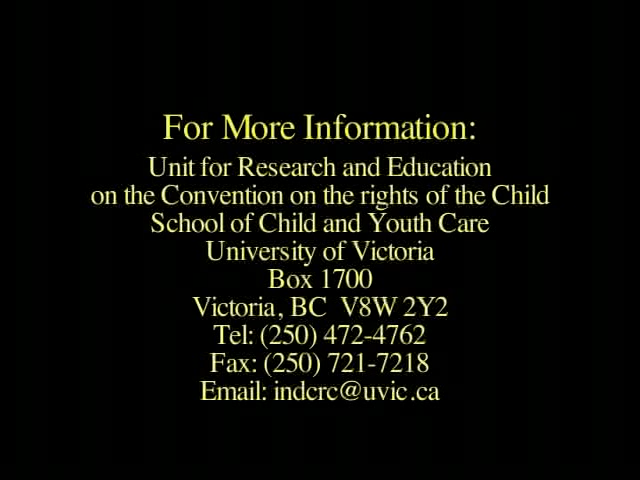 For More Information:
Unit for Research and Education
on the Convention on the rights of the Child
School of Child and Youth Care
University of Victoria
Box 1700
Victoria, BC  V8W 2Y2
Tel: (250) 472-4762
Fax: (250) 721-7218
Email: indcrc@uvic.ca